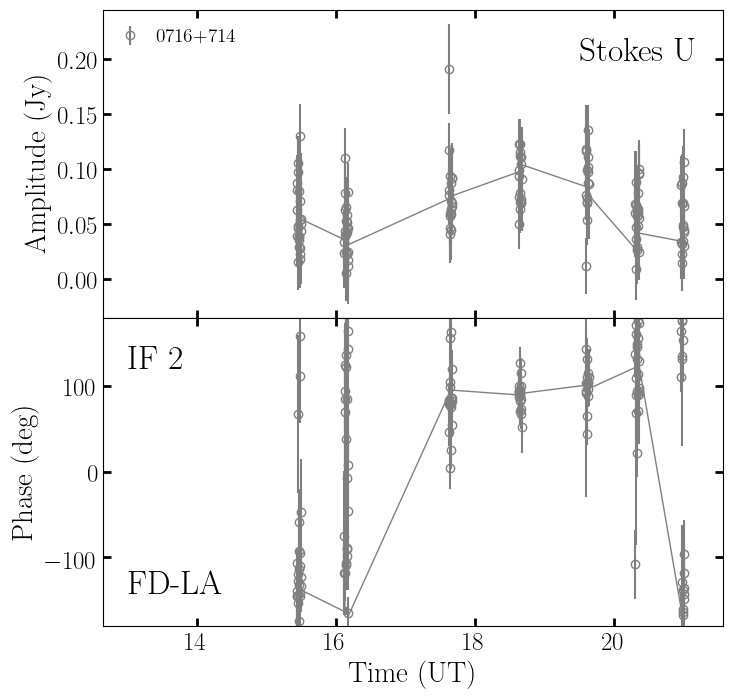 0716+714
Stokes U
0.20
0.15
0.10
0.05
0.00
Amplitude (Jy)
IF 2
100
0
−100
Phase (deg)
FD-LA
14 16 18 20
Time (UT)